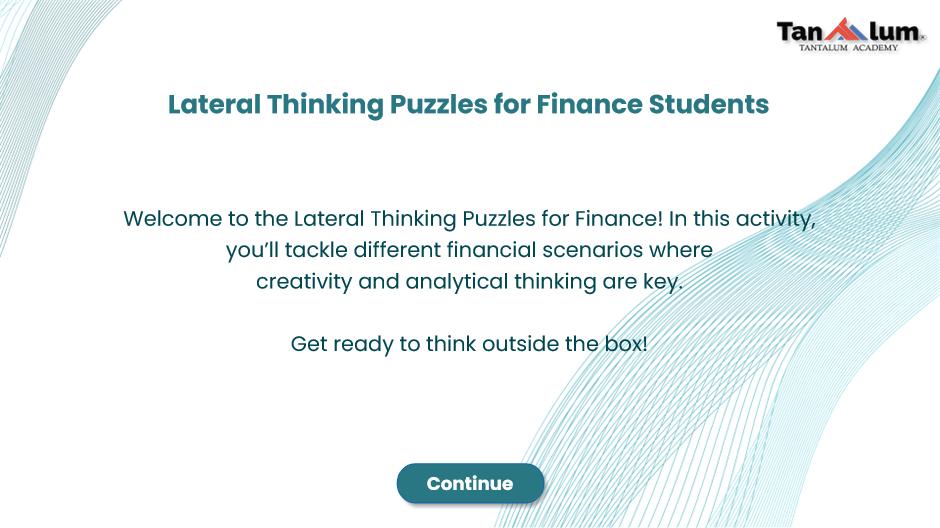 Tan lum
TANTALUM ACADEMY
Lateral Thinking Puzzles for Finance Students
Welcome to the Lateral Thinking Puzzles for Finance! In this activity,
you’ll tackle different financial scenarios where
creativity and analytical thinking are key.
Get ready to think outside the box!
Continue